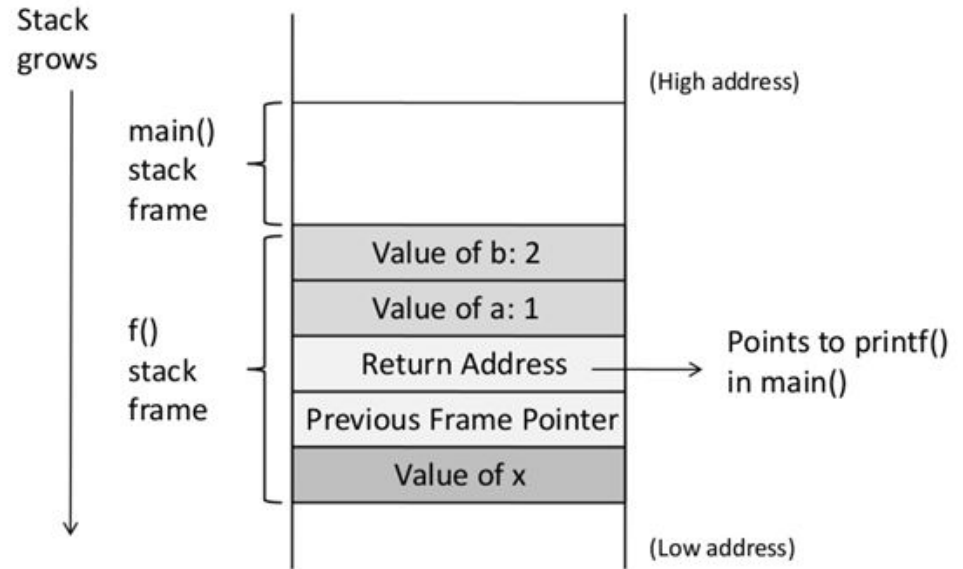 Stack
grows
(High address)
main()
stack
frame
Value of b: 2
Value of a: 1
f()
stack
frame
Return Address
Points to printf()
in main()
Previous Frame Pointer
Value of x
(Low address)